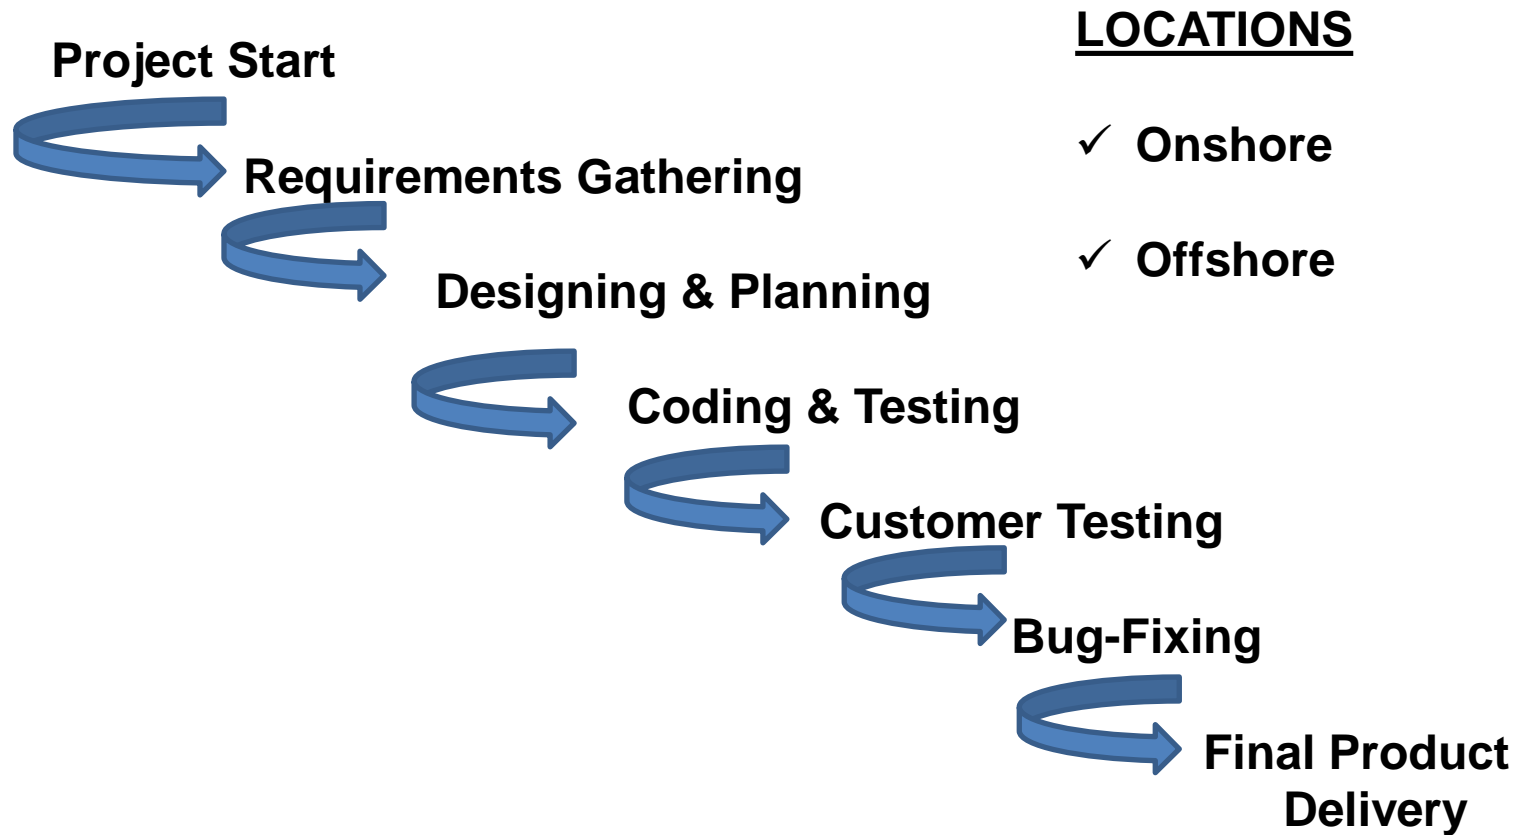 Project Start
Requirements Gathering
Designing & Planning
Coding & Testing
Customer Testing
Bug-Fixing
Final Product
Delivery
LOCATIONS
✓ Onshore
✓ Offshore